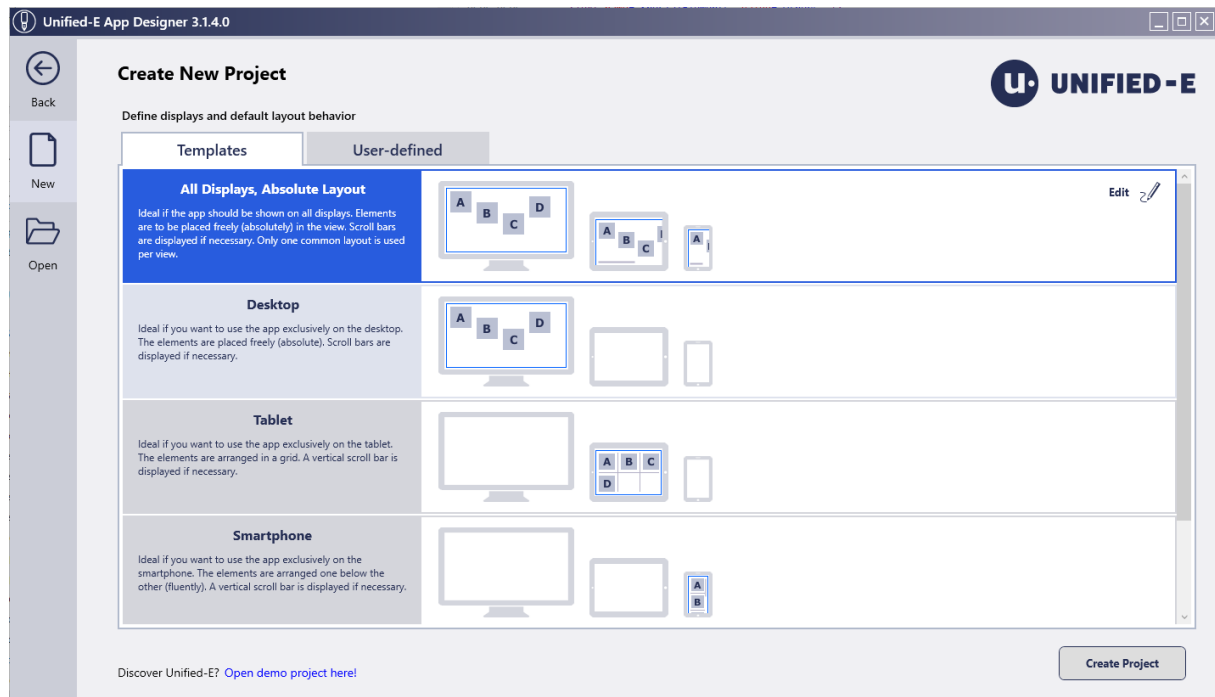 Unified-E App Designer 3.1.4.0
Back
New
Open
Create New Project
U· UNIFIED-E
Define displays and default layout behavior
Templates
User-defined
All Displays, Absolute Layout
Ideal if the app should be shown on all displays. Elements
are to be placed freely (absolutely) in the view. Scroll bars
are displayed if necessary. Only one common layout is used
per view.
A B C D
A B C
A
Edit
Desktop
Ideal if you want to use the app exclusively on the desktop.
The elements are placed freely (absolute). Scroll bars are
displayed if necessary.
A B C D
Tablet
Ideal if you want to use the app exclusively on the tablet.
The elements are arranged in a grid. A vertical scroll bar is
displayed if necessary.
A B C
D
Smartphone
Ideal if you want to use the app exclusively on the
smartphone. The elements are arranged one below the
other (fluently). A vertical scroll bar is displayed if necessary.
A
B
Discover Unified-E? Open demo project here!
Create Project